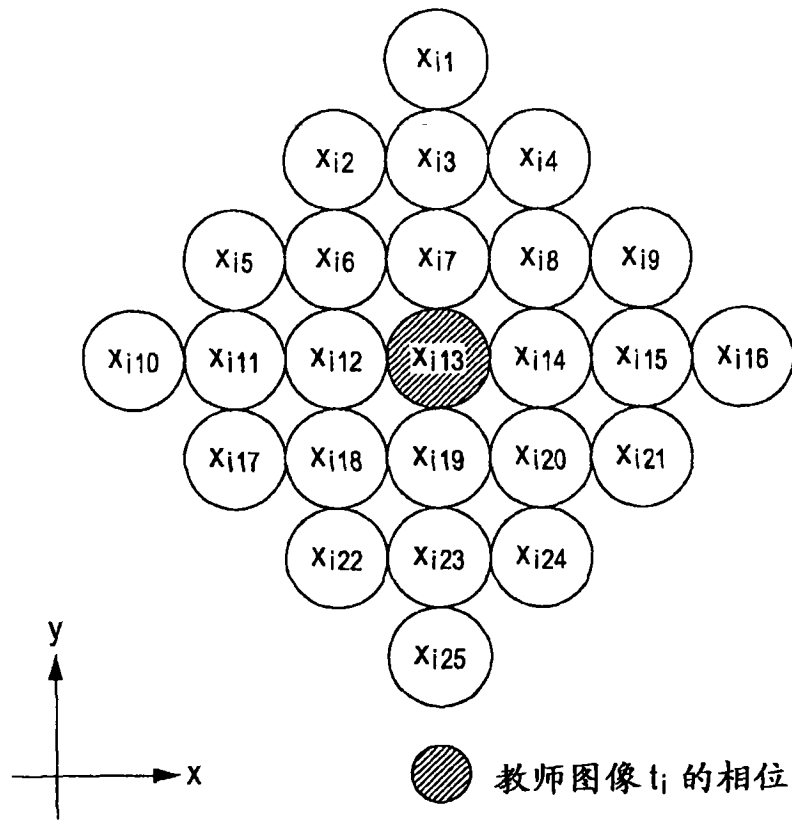 xi1
xi2 xi3 xi4
xi5 xi6 xi7 xi8 xi9
xi10 xi11 xi12 xi13 xi14 xi15 xi16
xi17 xi18 xi19 xi20 xi21
xi22 xi23 xi24
xi25
y
x
教师图像 ti 的相位